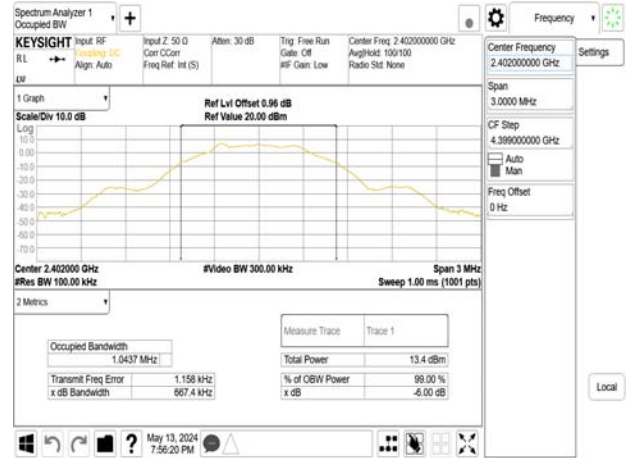 Spectrum Analyzer 1
Occupied BW
Frequency
KEYSIGHT
Input: RF
Coupling: DC
Align: Auto
Input Z: 50 Ω
Corr CCorr
Freq Ref: Int (S)
Atten: 30 dB
Trig: Free Run
Gate: Off
#IF Gain: Low
Center Freq: 2.402000000 GHz
Avg|Hold: 100/100
Radio Std: None
RL
Center Frequency
2.402000000 GHz
Settings
Span
3.0000 MHz
CF Step
4.399000000 GHz
Auto
Man
Freq Offset
0 Hz
1 Graph
Scale/Div 10.0 dB
Ref Lvl Offset 0.96 dB
Ref Value 20.00 dBm
Log
10.0
0.00
-10.0
-20.0
-30.0
-40.0
-50.0
-60.0
-70.0
Center 2.402000 GHz
#Res BW 100.00 kHz
#Video BW 300.00 kHz
Span 3 MHz
Sweep 1.00 ms (1001 pts)
2 Metrics
Measure Trace
Trace 1
Occupied Bandwidth
1.0437 MHz
Total Power
13.4 dBm
Transmit Freq Error
1.158 kHz
% of OBW Power
99.00 %
x dB Bandwidth
667.4 kHz
x dB
-6.00 dB
Local
May 13, 2024
7:56:20 PM